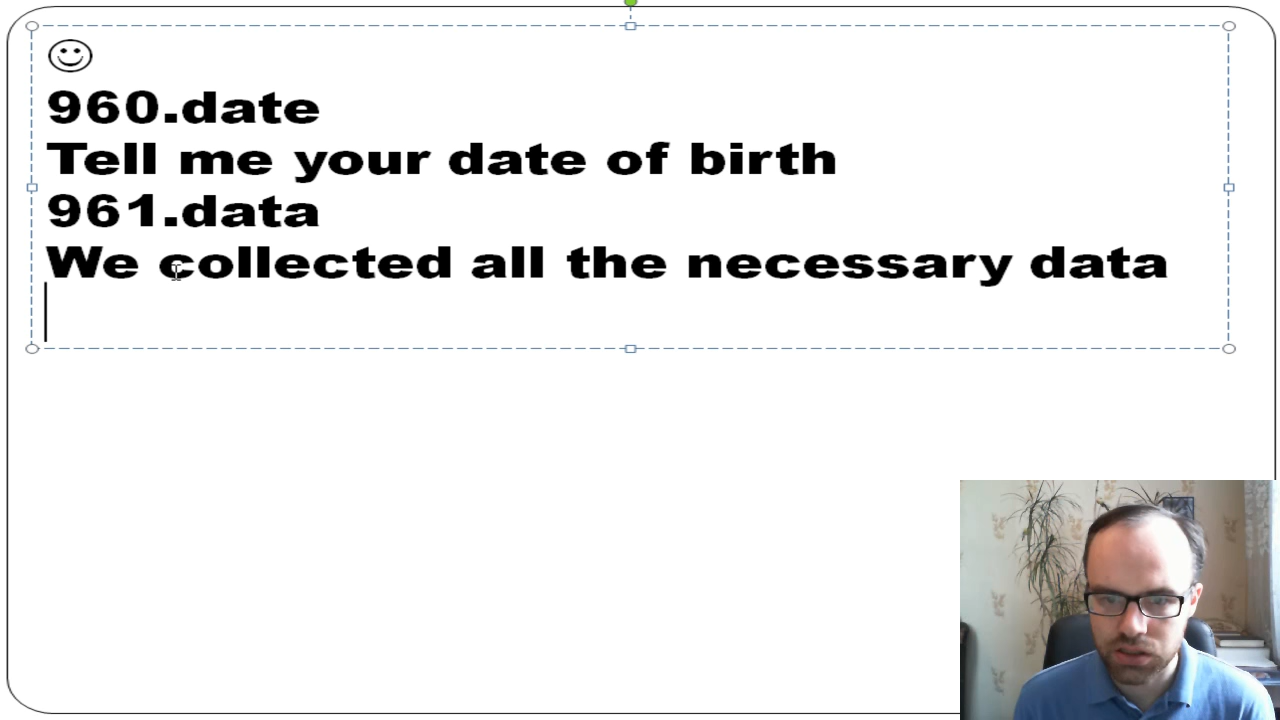 960.date
Tell me your date of birth
961.data
We collected all the necessary data